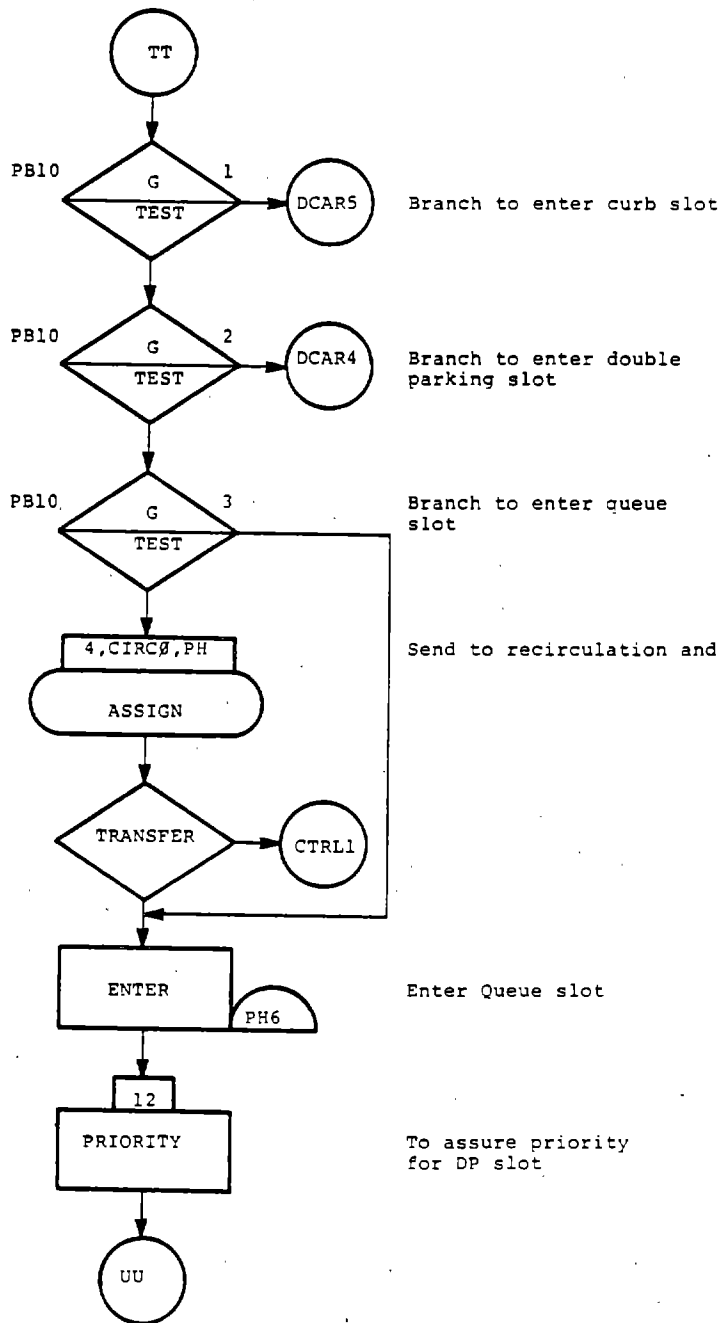 TT
PB10 G 1
TEST
DCAR5
Branch to enter curb slot
PB10 G 2
TEST
DCAR4
Branch to enter double
parking slot
PB10 G 3
TEST
Branch to enter queue
slot
4,CIRCØ,PH
ASSIGN
Send to recirculation and
TRANSFER
CTRL1
ENTER
PH6
Enter Queue slot
12
PRIORITY
To assure priority
for DP slot
UU